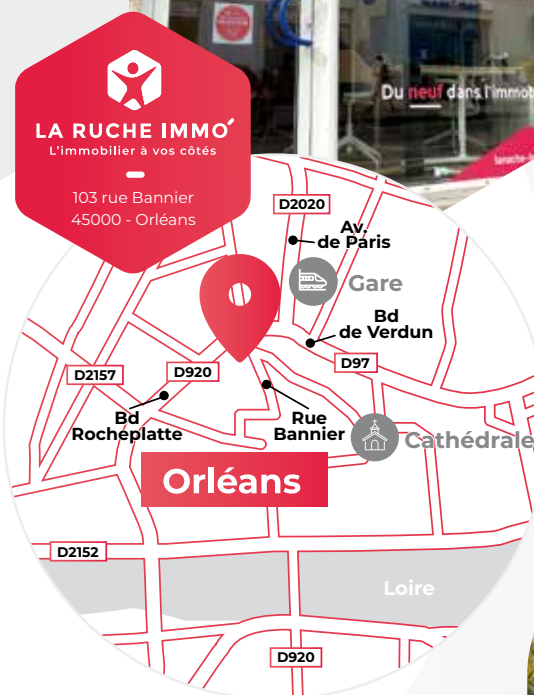 Du neuf dans l'immob
LA RUCHE IMMO'
L'immobilier à vos côtés
103 rue Bannier
45000 - Orléans
D2020
Av.
de Paris
Gare
Bd
de Verdun
D97
D2157
D920
Bd
Rocheplatte
Rue
Bannier
Cathédrale
Orléans
D2152
Loire
D920